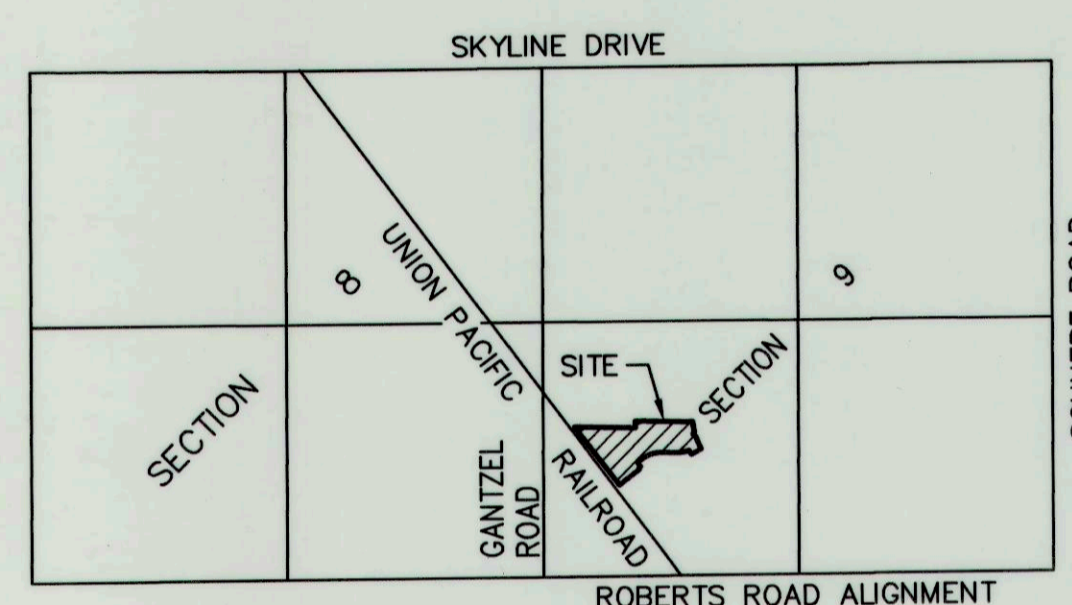 SKYLINE DRIVE
UNION PACIFIC
RAILROAD
SECTION
8
SECTION
9
SITE
GANTZEL
ROAD
ROBERTS ROAD ALIGNMENT